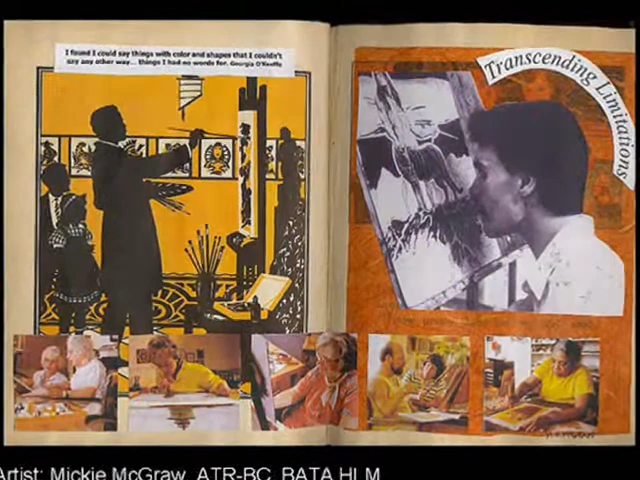 I found I could say things with color and shapes that I couldn't
say any other way... things I had no words for. Georgia O'Keeffe
Transcending Limitations
Artist: Mickie McGraw, ATR-BC, BATA HLM